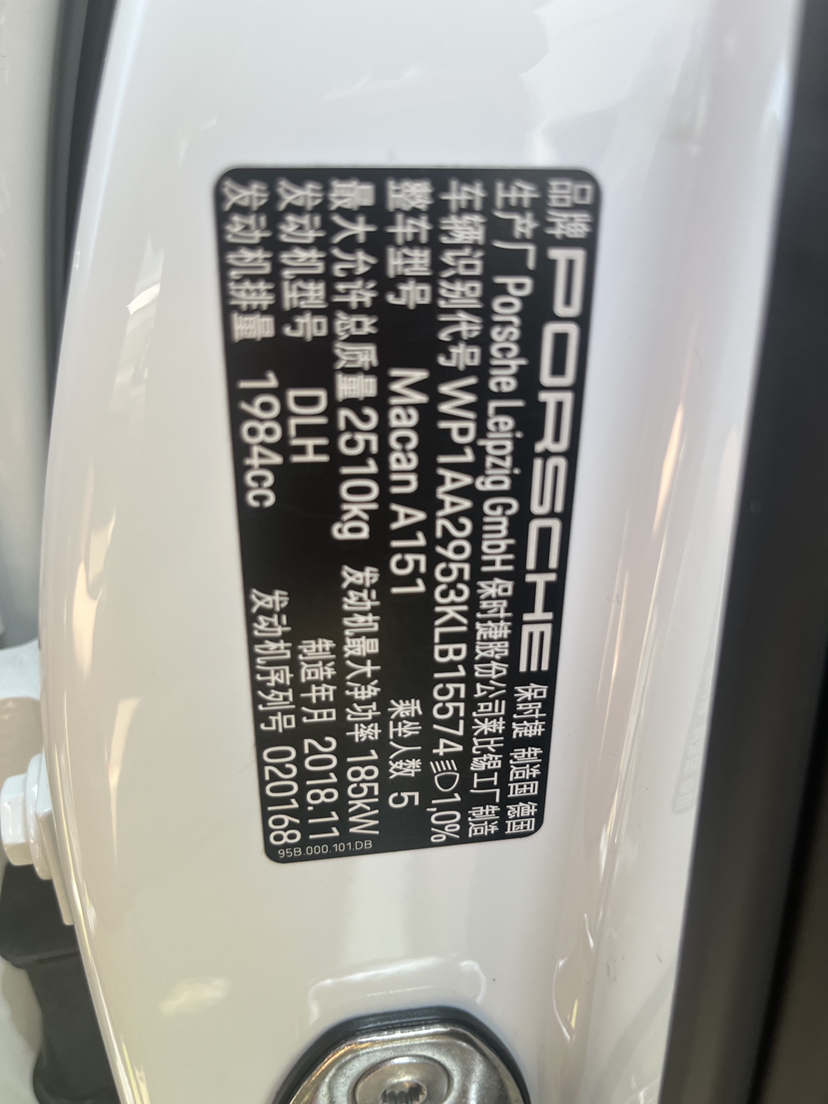 品牌 PORSCHE 保时捷 制造国 德国
生产厂 Porsche Leipzig GmbH 保时捷股份公司莱比锡工厂 制造
车辆识别代号 WP1AA2953KLB15574 1,0%
整车型号 Macan A151 乘坐人数 5
最大允许总质量 2510kg 发动机最大净功率 185kW
发动机型号 DLH 制造年月 2018.11
发动机排量 1984cc 发动机序列号 020168
95B.000.101.DB